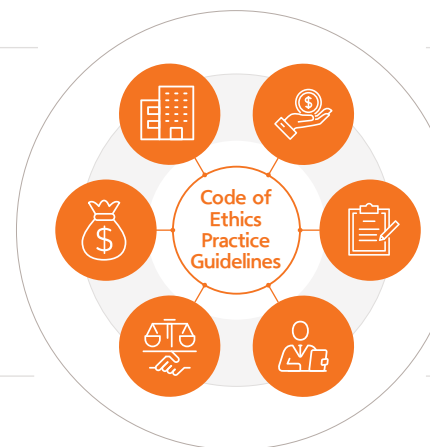 Code of
Ethics
Practice
Guidelines
$
$